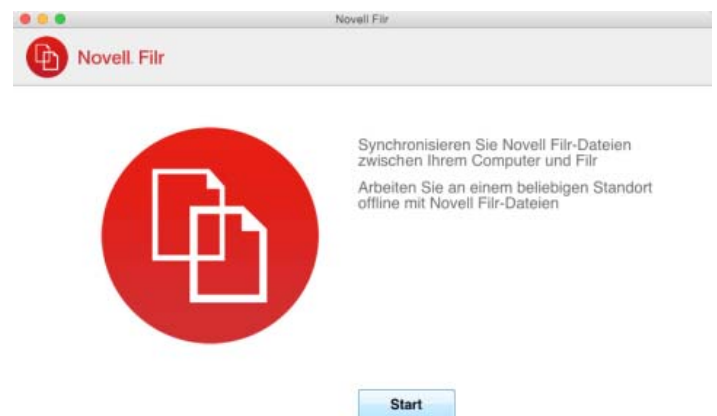 Novell Filr
Novell. Filr
Synchronisieren Sie Novell Filr-Dateien
zwischen Ihrem Computer und Filr
Arbeiten Sie an einem beliebigen Standort
offline mit Novell Filr-Dateien
Start